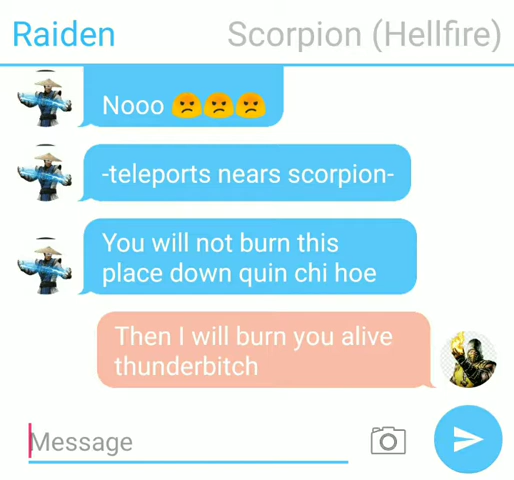 Raiden Scorpion (Hellfire)
Nooo 😠😠😠
-teleports nears scorpion-
You will not burn this
place down quin chi hoe
Then I will burn you alive
thunderbitch
Message